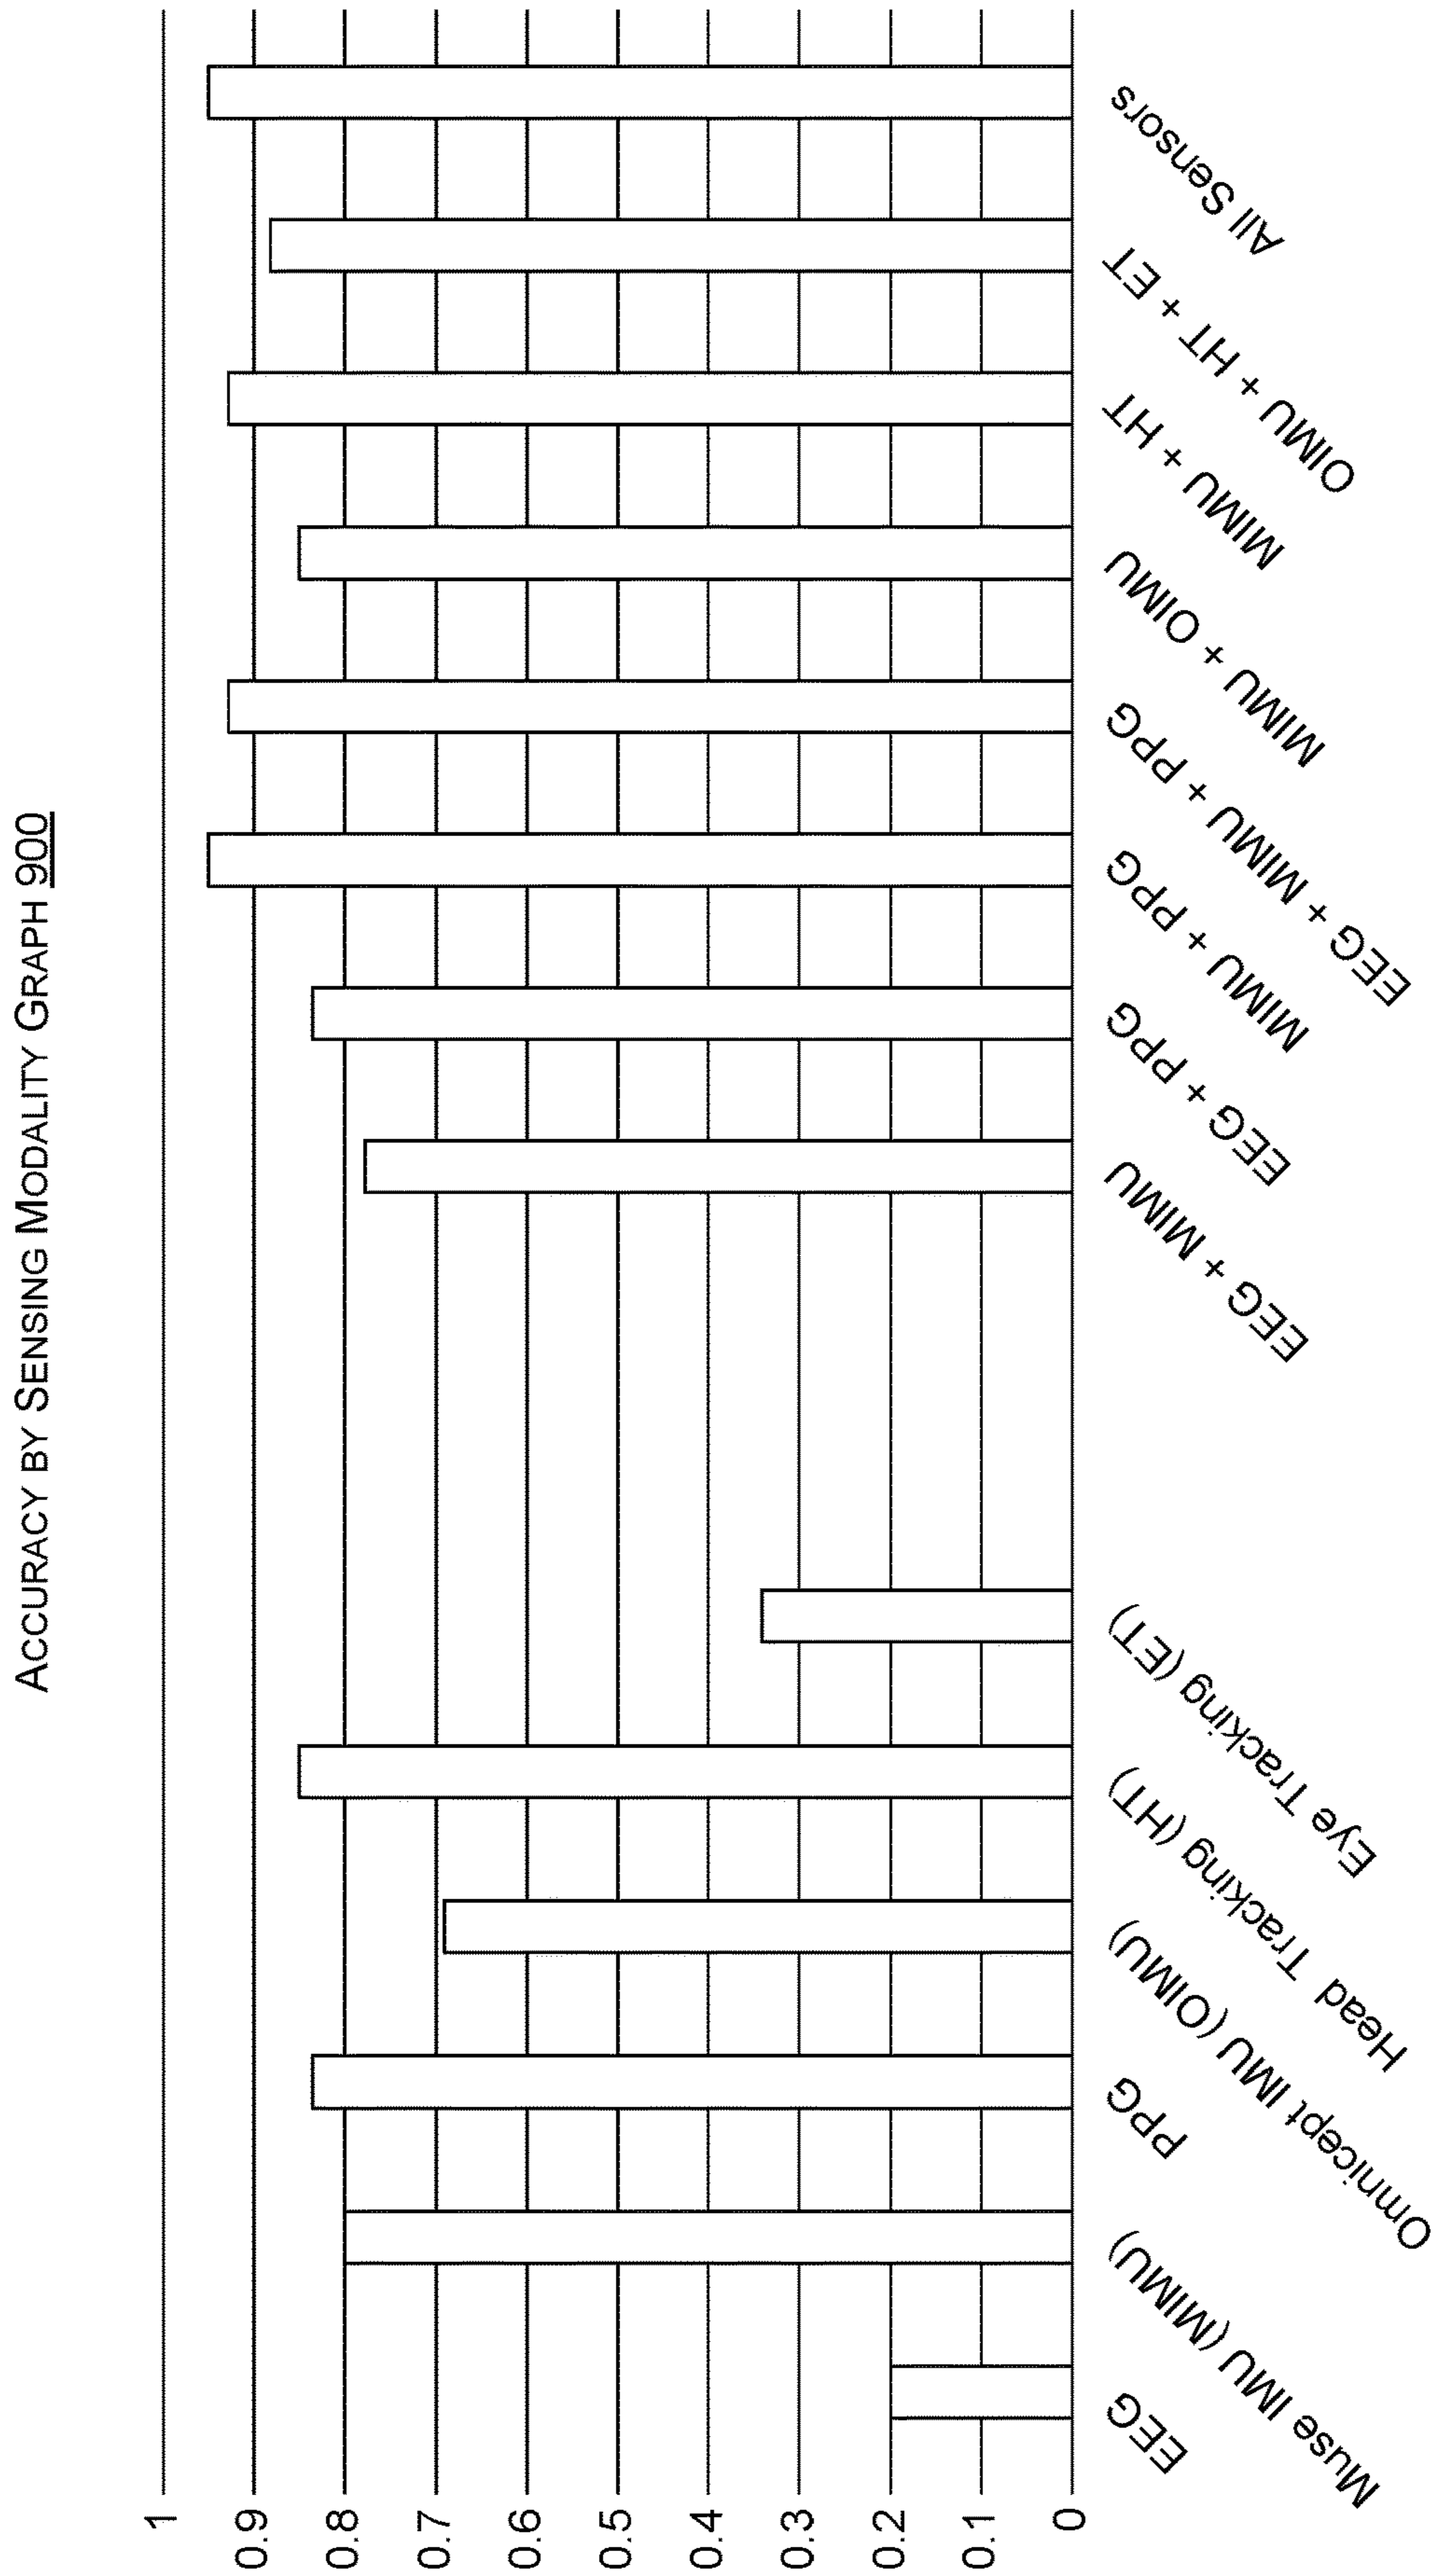 ACCURACY BY SENSING MODALITY GRAPH 900
1
0.9
0.8
0.7
0.6
0.5
0.4
0.3
0.2
0.1
0
EEG
Muse IMU (MIMU)
PPG
Omnicept IMU (OIMU)
Head Tracking (HT)
Eye Tracking (ET)
EEG + MIMU
EEG + PPG
MIMU + PPG
EEG + MIMU + PPG
MIMU + OIMU
MIMU + HT
OIMU + HT + ET
All Sensors